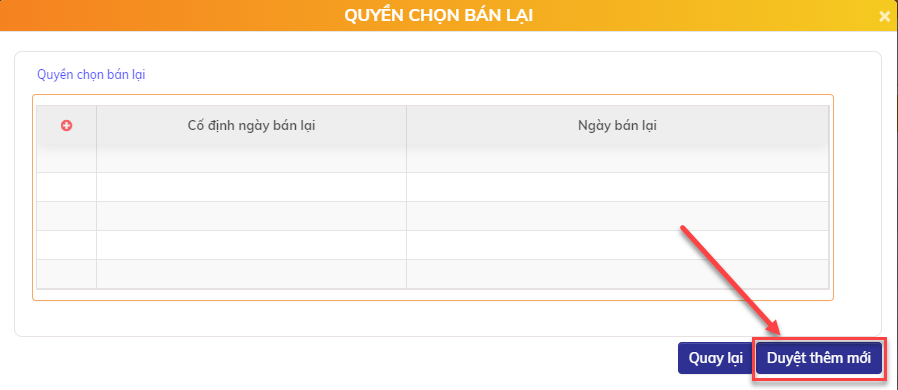 QUYỀN CHỌN BÁN LẠI
Quyền chọn bán lại
Cố định ngày bán lại
Ngày bán lại
Quay lại
Duyệt thêm mới